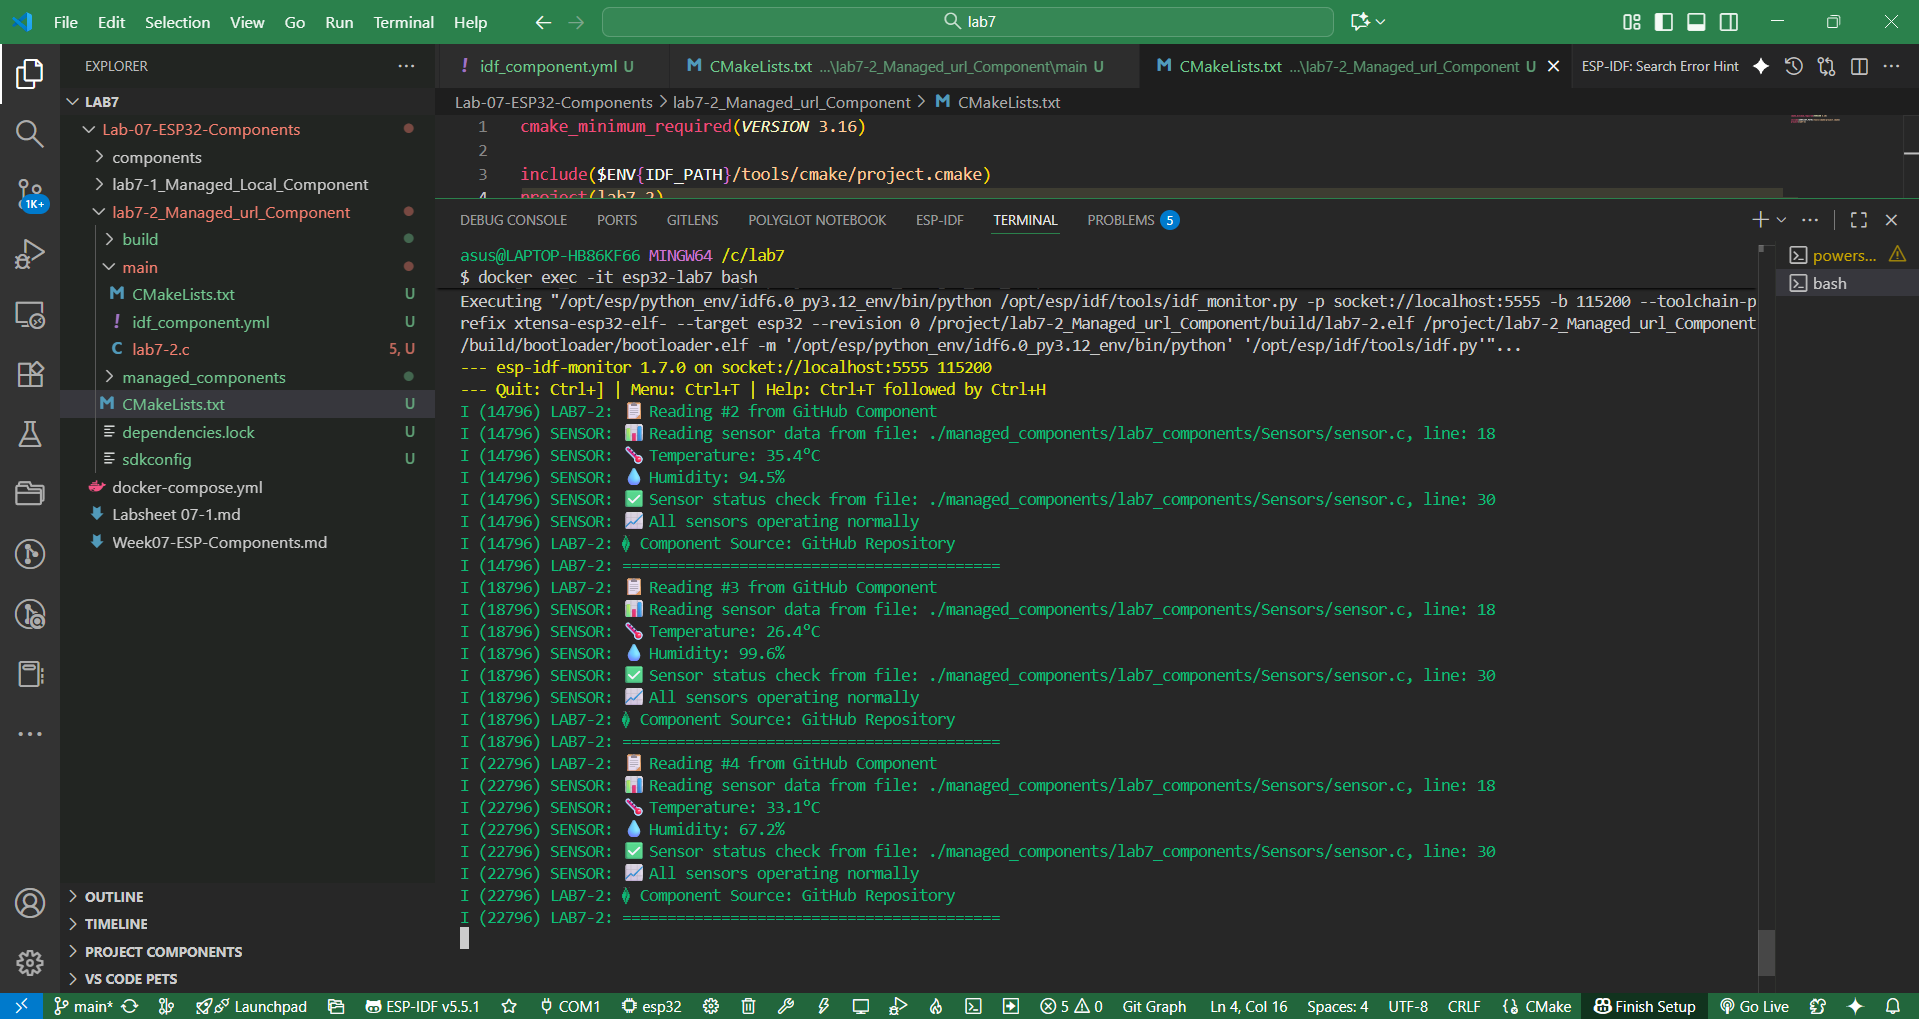 File Edit Selection View Go Run Terminal Help
lab7
EXPLORER
LAB7
Lab-07-ESP32-Components
components
lab7-1_Managed_Local_Component
lab7-2_Managed_url_Component
build
main
CMakeLists.txt U
idf_component.yml U
lab7-2.c 5, U
managed_components
CMakeLists.txt U
dependencies.lock U
sdkconfig U
docker-compose.yml
Labsheet 07-1.md
Week07-ESP-Components.md
OUTLINE
TIMELINE
PROJECT COMPONENTS
VS CODE PETS
1K+
idf_component.yml U CMakeLists.txt ...\lab7-2_Managed_url_Component\main U CMakeLists.txt ...\lab7-2_Managed_url_Component U ESP-IDF: Search Error Hint
Lab-07-ESP32-Components > lab7-2_Managed_url_Component > CMakeLists.txt
1 cmake_minimum_required(VERSION 3.16)
2
3 include($ENV{IDF_PATH}/tools/cmake/project.cmake)
4 project(lab7-2)
DEBUG CONSOLE PORTS GITLENS POLYGLOT NOTEBOOK ESP-IDF TERMINAL PROBLEMS 5
powers...
bash
asus@LAPTOP-HB86KF66 MINGW64 /c/lab7
$ docker exec -it esp32-lab7 bash
Executing "/opt/esp/python_env/idf6.0_py3.12_env/bin/python /opt/esp/idf/tools/idf_monitor.py -p socket://localhost:5555 -b 115200 --toolchain-p
refix xtensa-esp32-elf- --target esp32 --revision 0 /project/lab7-2_Managed_url_Component/build/lab7-2.elf /project/lab7-2_Managed_url_Component
/build/bootloader/bootloader.elf -m '/opt/esp/python_env/idf6.0_py3.12_env/bin/python' '/opt/esp/idf/tools/idf.py'"...
--- esp-idf-monitor 1.7.0 on socket://localhost:5555 115200
--- Quit: Ctrl+] | Menu: Ctrl+T | Help: Ctrl+T followed by Ctrl+H
I (14796) LAB7-2: 📋 Reading #2 from GitHub Component
I (14796) SENSOR: 📊 Reading sensor data from file: ./managed_components/lab7_components/Sensors/sensor.c, line: 18
I (14796) SENSOR: 🌡️ Temperature: 35.4°C
I (14796) SENSOR: 💧 Humidity: 94.5%
I (14796) SENSOR: ✅ Sensor status check from file: ./managed_components/lab7_components/Sensors/sensor.c, line: 30
I (14796) SENSOR: 📈 All sensors operating normally
I (14796) LAB7-2: Component Source: GitHub Repository
I (14796) LAB7-2: ==========================================
I (18796) LAB7-2: 📋 Reading #3 from GitHub Component
I (18796) SENSOR: 📊 Reading sensor data from file: ./managed_components/lab7_components/Sensors/sensor.c, line: 18
I (18796) SENSOR: 🌡️ Temperature: 26.4°C
I (18796) SENSOR: 💧 Humidity: 99.6%
I (18796) SENSOR: ✅ Sensor status check from file: ./managed_components/lab7_components/Sensors/sensor.c, line: 30
I (18796) SENSOR: 📈 All sensors operating normally
I (18796) LAB7-2: Component Source: GitHub Repository
I (18796) LAB7-2: ==========================================
I (22796) LAB7-2: 📋 Reading #4 from GitHub Component
I (22796) SENSOR: 📊 Reading sensor data from file: ./managed_components/lab7_components/Sensors/sensor.c, line: 18
I (22796) SENSOR: 🌡️ Temperature: 33.1°C
I (22796) SENSOR: 💧 Humidity: 67.2%
I (22796) SENSOR: ✅ Sensor status check from file: ./managed_components/lab7_components/Sensors/sensor.c, line: 30
I (22796) SENSOR: 📈 All sensors operating normally
I (22796) LAB7-2: Component Source: GitHub Repository
I (22796) LAB7-2: ==========================================
main* Launchpad ESP-IDF v5.5.1 COM1 esp32 5 0 Git Graph Ln 4, Col 16 Spaces: 4 UTF-8 CRLF CMake Finish Setup Go Live